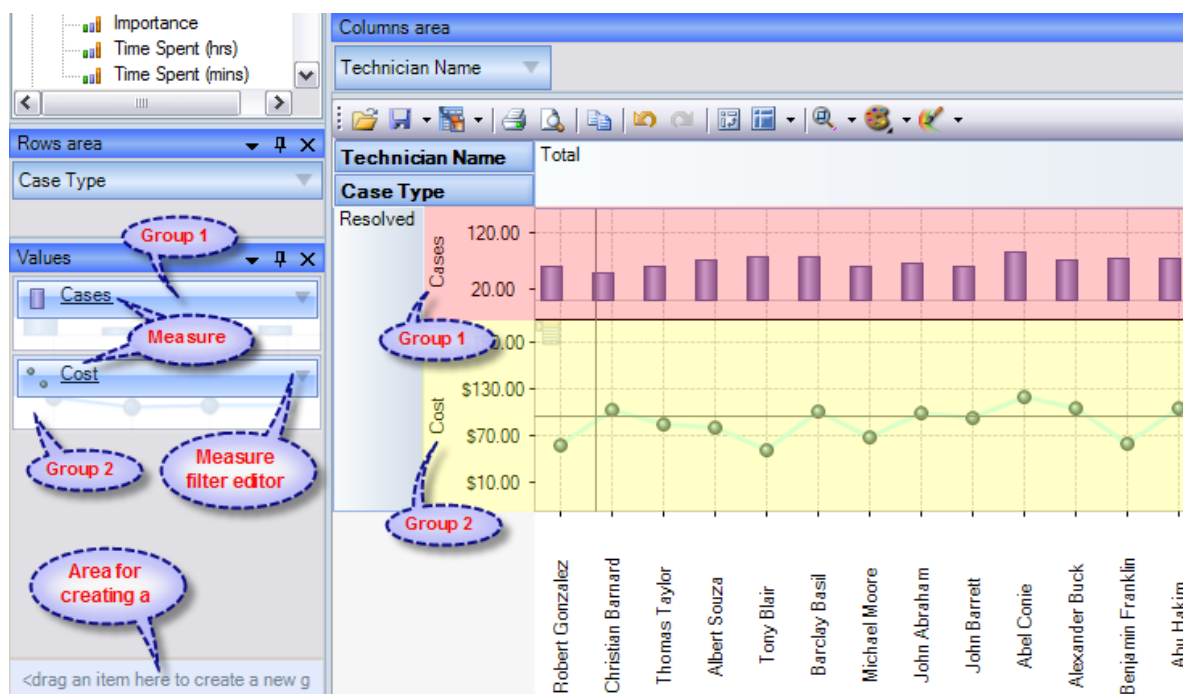 Importance
Time Spent (hrs)
Time Spent (mins)
Rows area
Case Type
Group 1
Values
Cases
Measure
Cost
Group 2
Measure
filter editor
Area for
creating a
<drag an item here to create a new g
Columns area
Technician Name
Technician Name
Total
Case Type
Resolved
Cases
120.00
20.00
Group 1
0.00
Cost
$130.00
$70.00
$10.00
Group 2
Robert Gonzalez
Christian Barnard
Thomas Taylor
Albert Souza
Tony Blair
Barclay Basil
Michael Moore
John Abraham
John Barrett
Abel Conie
Alexander Buck
Benjamin Franklin
Abu Hakim